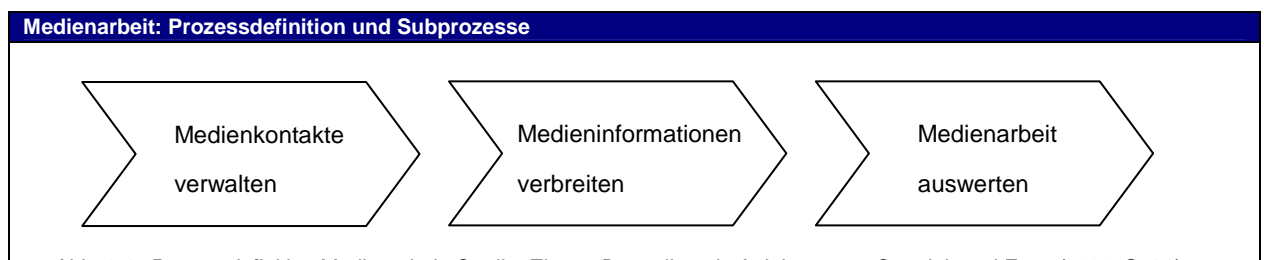 Medienarbeit: Prozessdefinition und Subprozesse
Medienkontakte
verwalten
Medieninformationen
verbreiten
Medienarbeit
auswerten